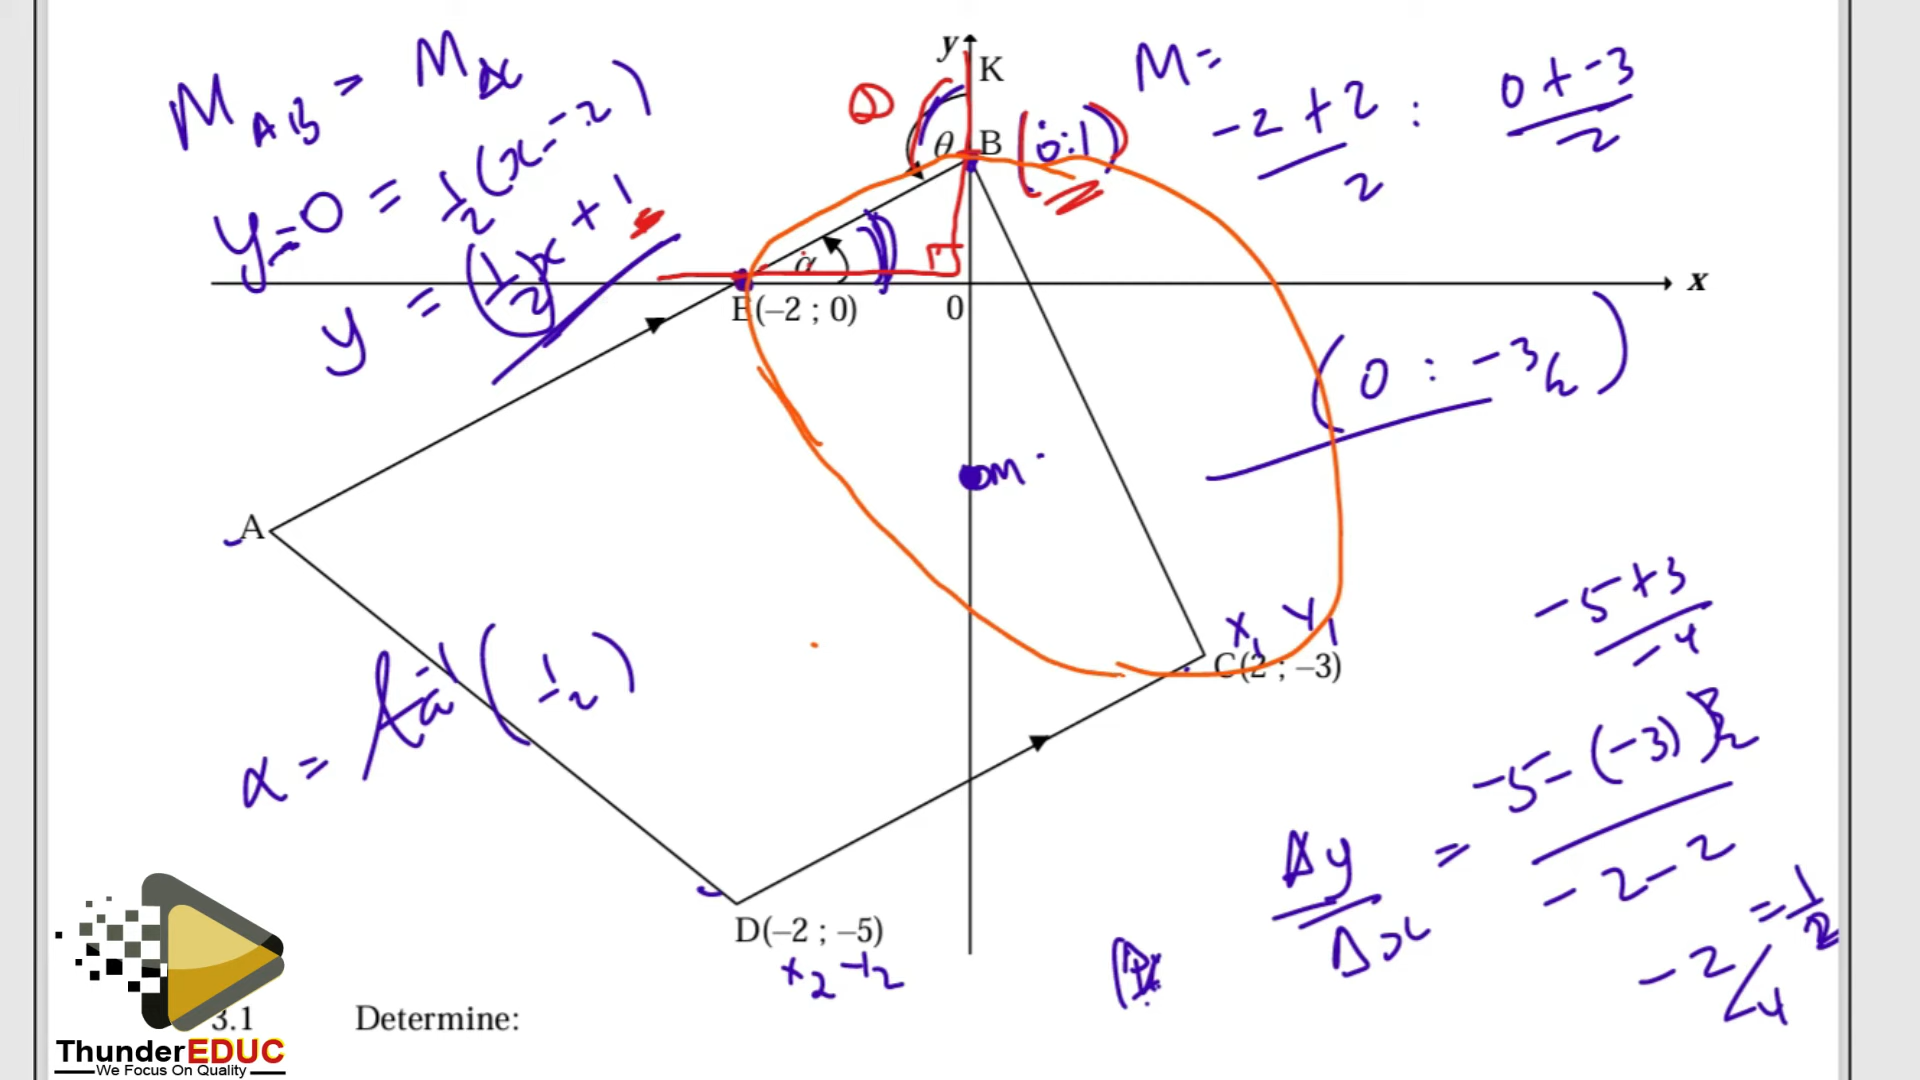 M_AB = M_DC
y - 0 = 1/2 (x - -2)
y = (1/2)x + 1
y
K
θ
B (0:1)
M =
-2 + 2 / 2 : 0 + -3 / 2
α
x
E(–2 ; 0)
0
(0 : -3/2)
M
A
x1 y1
C(2 ; –3)
-5+3 / -4
α = tan-1 (1/2)
Δy / Δx = -5 - (-3) / -2 - 2
= 1/2
-2/4
D(–2 ; –5)
x2 y2
3.1 Determine:
ThunderEDUC
We Focus On Quality